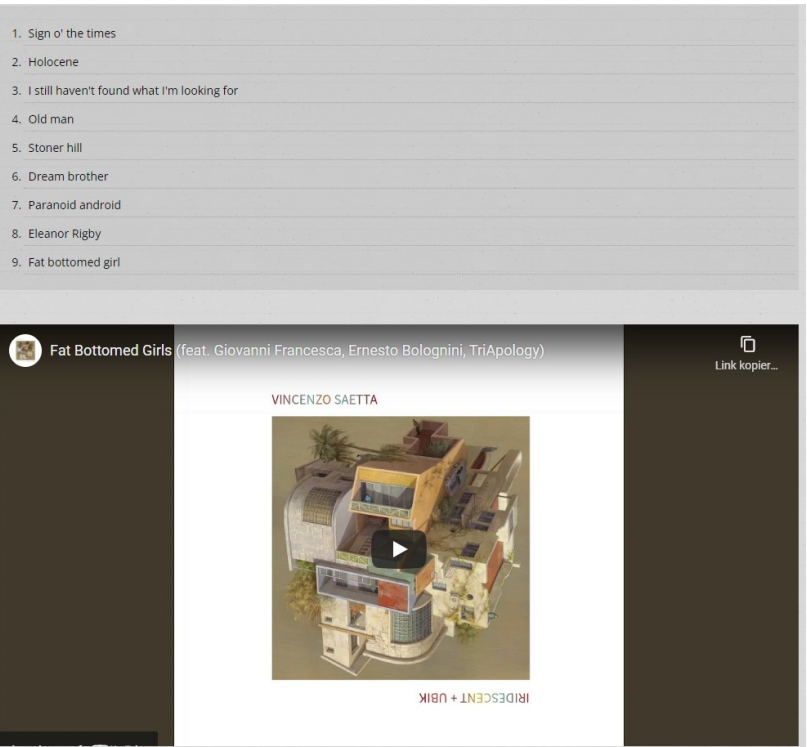 1. Sign o' the times
2. Holocene
3. I still haven't found what I'm looking for
4. Old man
5. Stoner hill
6. Dream brother
7. Paranoid android
8. Eleanor Rigby
9. Fat bottomed girl
Fat Bottomed Girls (feat. Giovanni Francesca, Ernesto Bolognini, TriApology)
Link kopier...
VINCENZO SAETTA
IRIDESCENT + UBIK